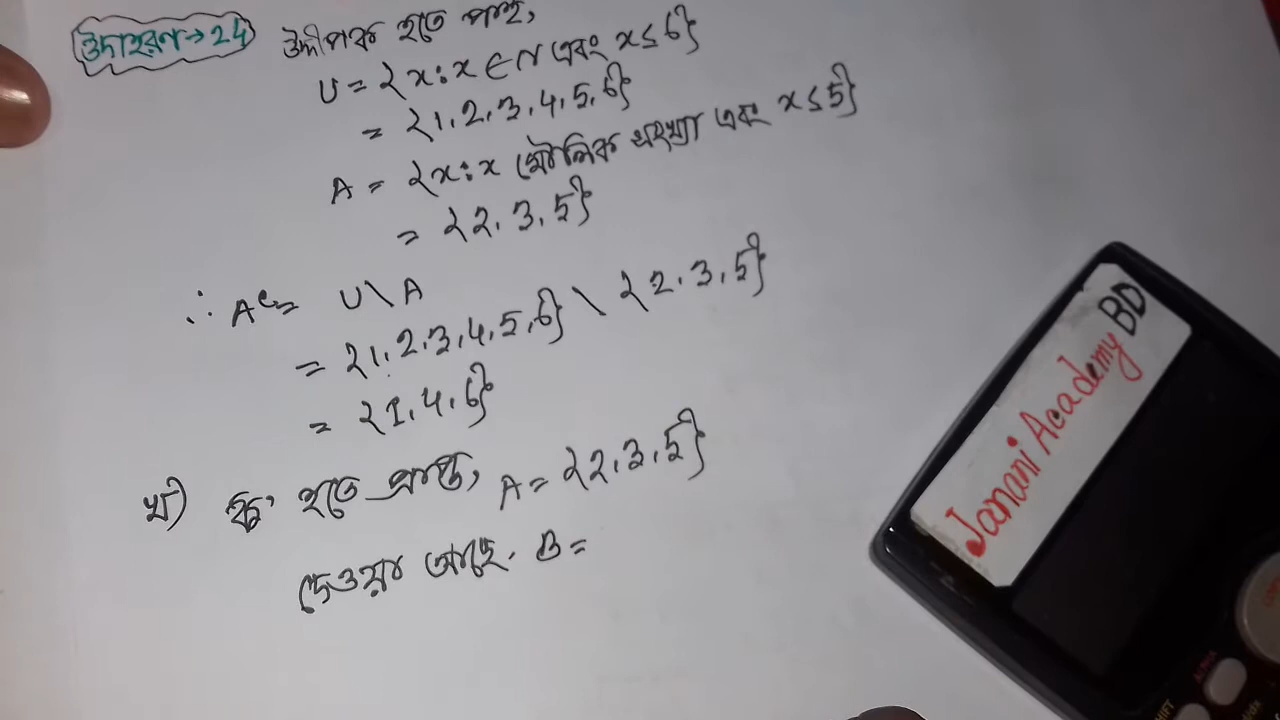 উদাহরণ → 24
উদ্দীপক হতে পাই,
U = {x : x ∈ N এবং x ≤ 6}
= {1, 2, 3, 4, 5, 6}
A = {x : x মৌলিক সংখ্যা এবং x ≤ 5}
= {2, 3, 5}
∴ Aᶜ = U \ A
= {1, 2, 3, 4, 5, 6} \ {2, 3, 5}
= {1, 4, 6}
খ) 'ক' হতে প্রাপ্ত, A = {2, 3, 5}
দেওয়া আছে, B =
Janani Academy BD